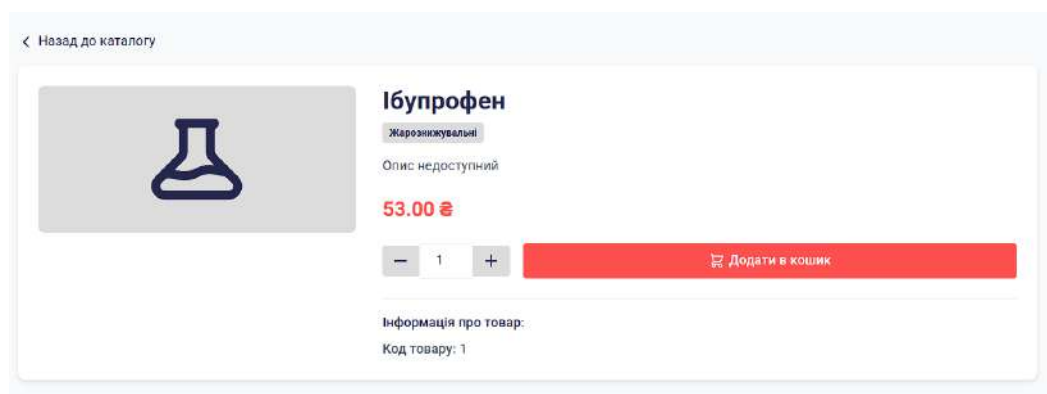 Назад до каталогу
Ібупрофен
Жарознижувальні
Опис недоступний
53.00 ₴
— 1 +
Додати в кошик
Інформація про товар:
Код товару: 1